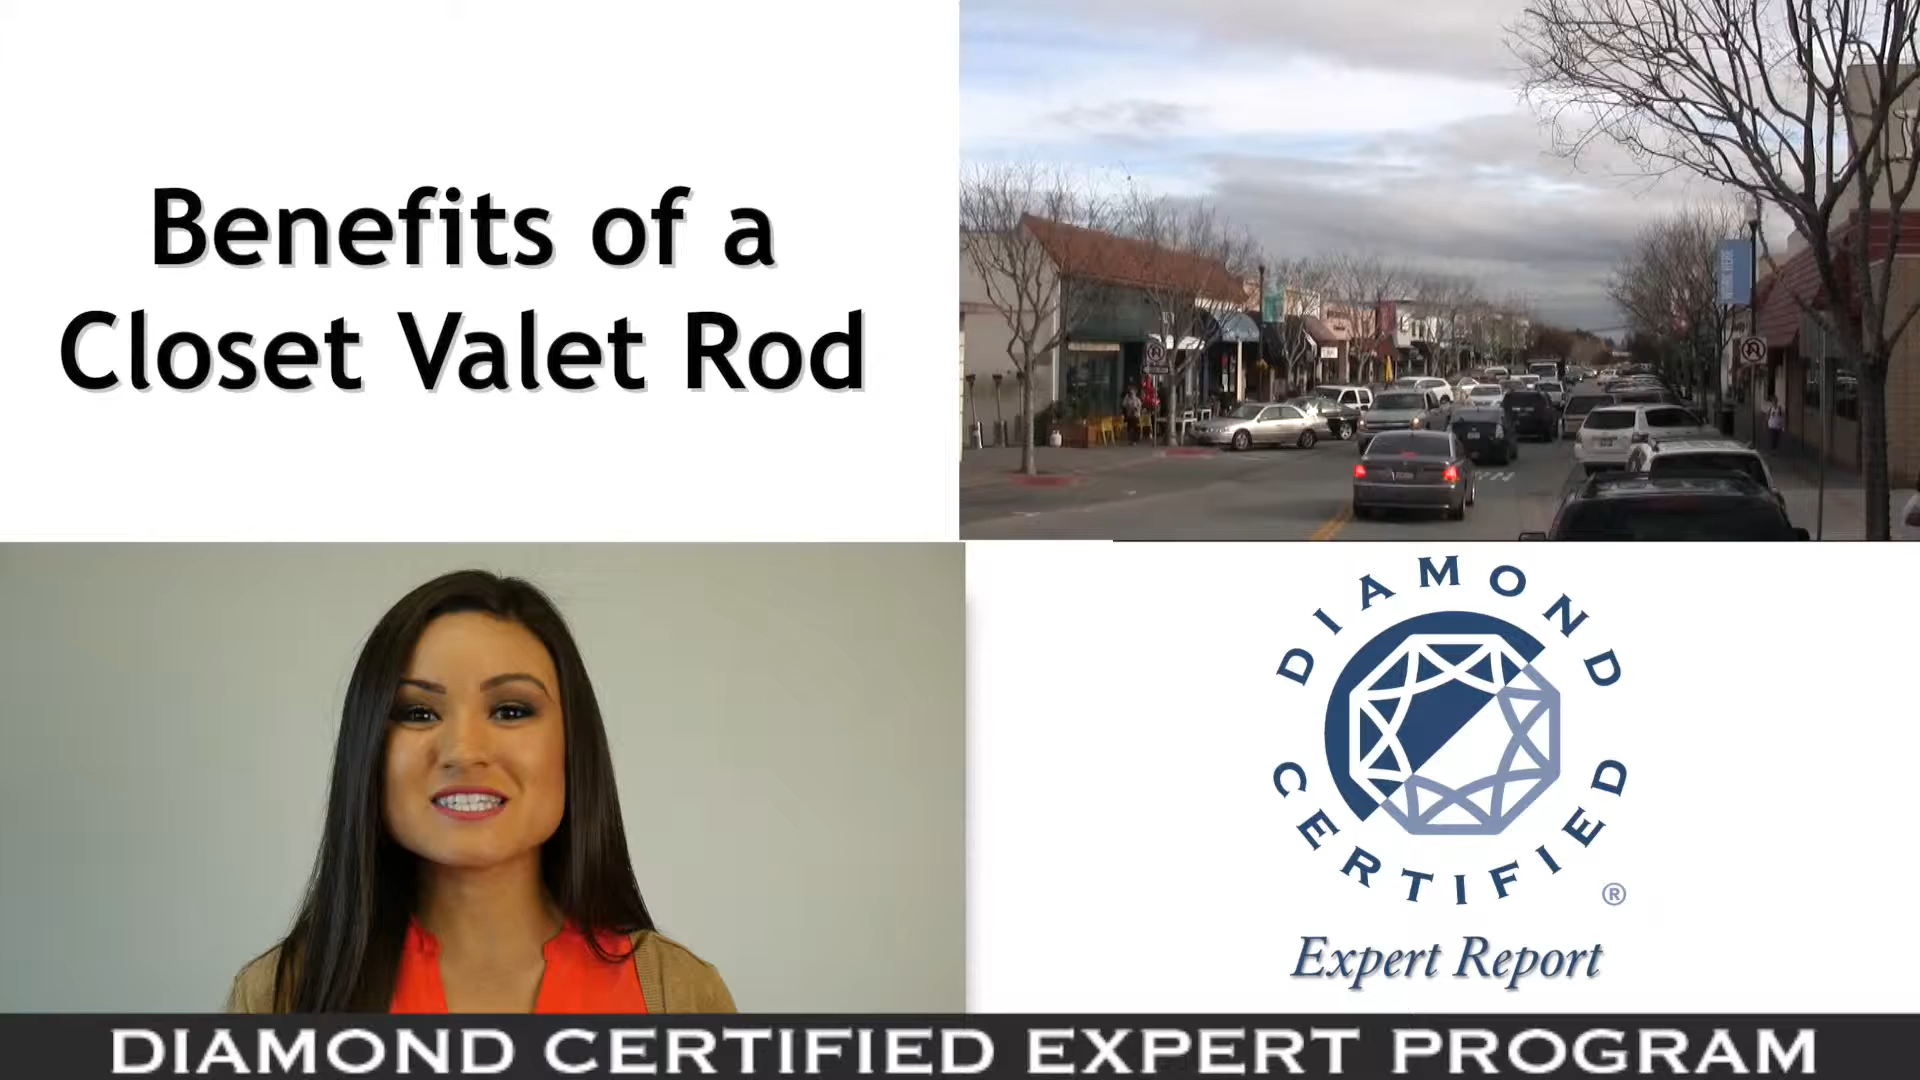 Benefits of a
Closet Valet Rod
DIAMOND
CERTIFIED
®
Expert Report
DIAMOND CERTIFIED EXPERT PROGRAM